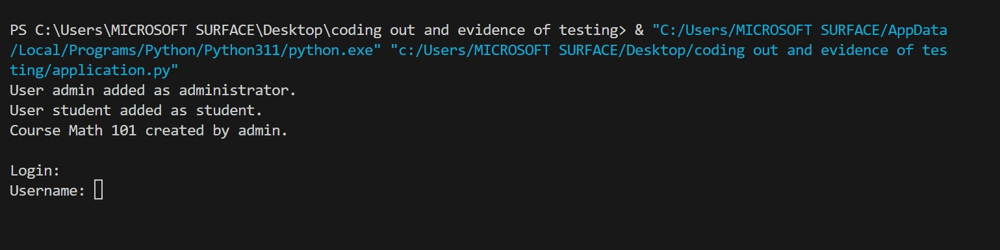 PS C:\Users\MICROSOFT SURFACE\Desktop\coding out and evidence of testing> & "C:/Users/MICROSOFT SURFACE/AppData
/Local/Programs/Python/Python311/python.exe" "c:/Users/MICROSOFT SURFACE/Desktop/coding out and evidence of tes
ting/application.py"
User admin added as administrator.
User student added as student.
Course Math 101 created by admin.
Login:
Username: